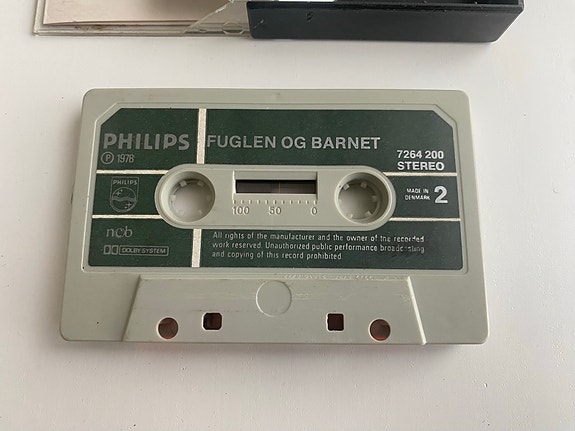 PHILIPS
FUGLEN OG BARNET
Ⓟ 1978
7264 200
STEREO
PHILIPS
MADE IN
DENMARK
2
100 50 0
ncb
DOLBY SYSTEM
All rights of the manufacturer and the owner of the recorded
work reserved. Unauthorized public performance broadcasting
and copying of this record prohibited.